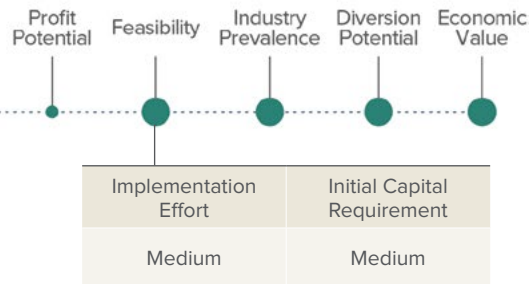 Profit
Potential
Feasibility
Industry
Prevalence
Diversion
Potential
Economic
Value
Implementation
Effort
Initial Capital
Requirement
Medium
Medium